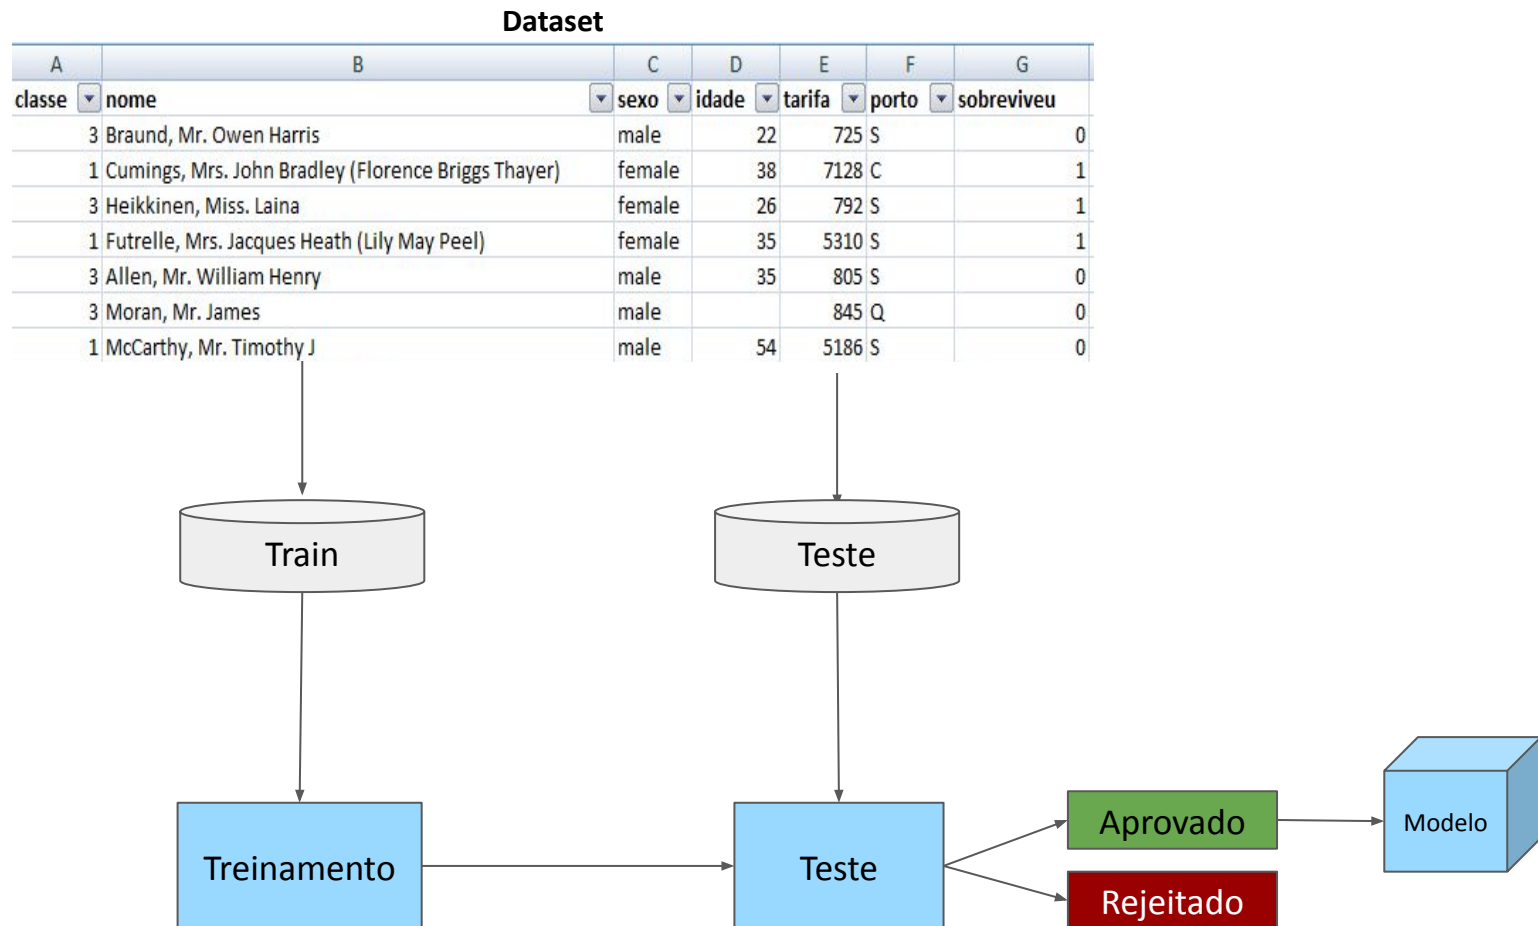 Dataset
A B C D E F G
classe nome sexo idade tarifa porto sobreviveu
3 Braund, Mr. Owen Harris male 22 725 S 0
1 Cumings, Mrs. John Bradley (Florence Briggs Thayer) female 38 7128 C 1
3 Heikkinen, Miss. Laina female 26 792 S 1
1 Futrelle, Mrs. Jacques Heath (Lily May Peel) female 35 5310 S 1
3 Allen, Mr. William Henry male 35 805 S 0
3 Moran, Mr. James male 845 Q 0
1 McCarthy, Mr. Timothy J male 54 5186 S 0
Train
Teste
Treinamento
Teste
Aprovado
Rejeitado
Modelo